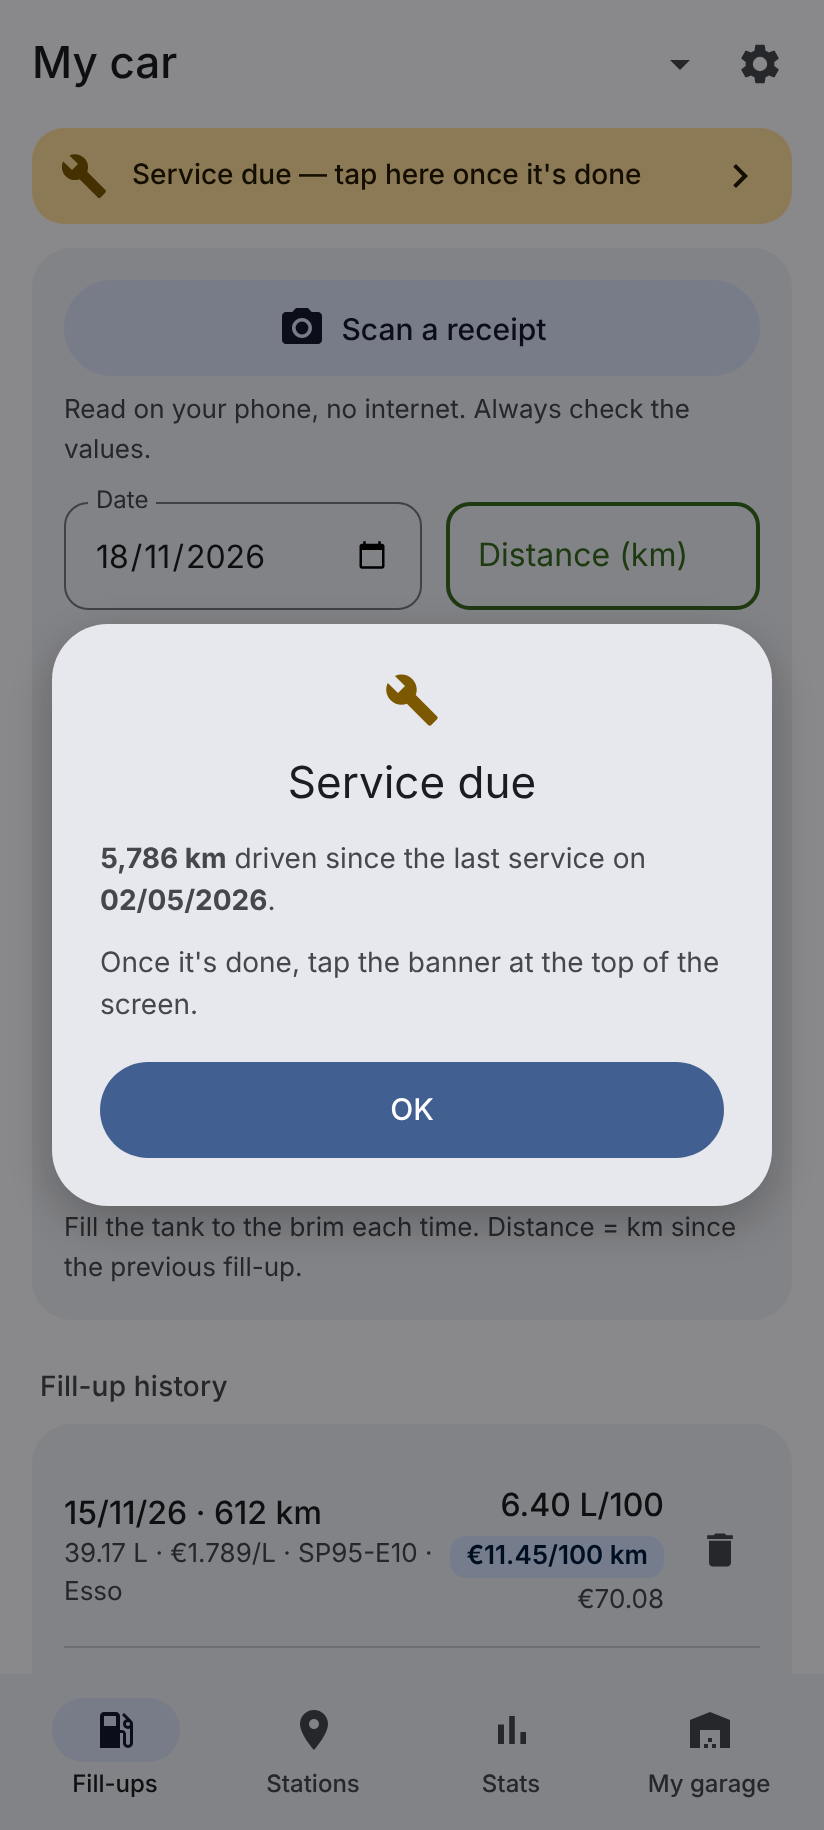 My car
Service due — tap here once it's done
Scan a receipt
Read on your phone, no internet. Always check the
values.
Date
18/11/2026
Distance (km)
Service due
5,786 km driven since the last service on
02/05/2026.
Once it's done, tap the banner at the top of the
screen.
OK
Fill the tank to the brim each time. Distance = km since
the previous fill-up.
Fill-up history
15/11/26 · 612 km
6.40 L/100
39.17 L · €1.789/L · SP95-E10 ·
Esso
€11.45/100 km
€70.08
Fill-ups
Stations
Stats
My garage